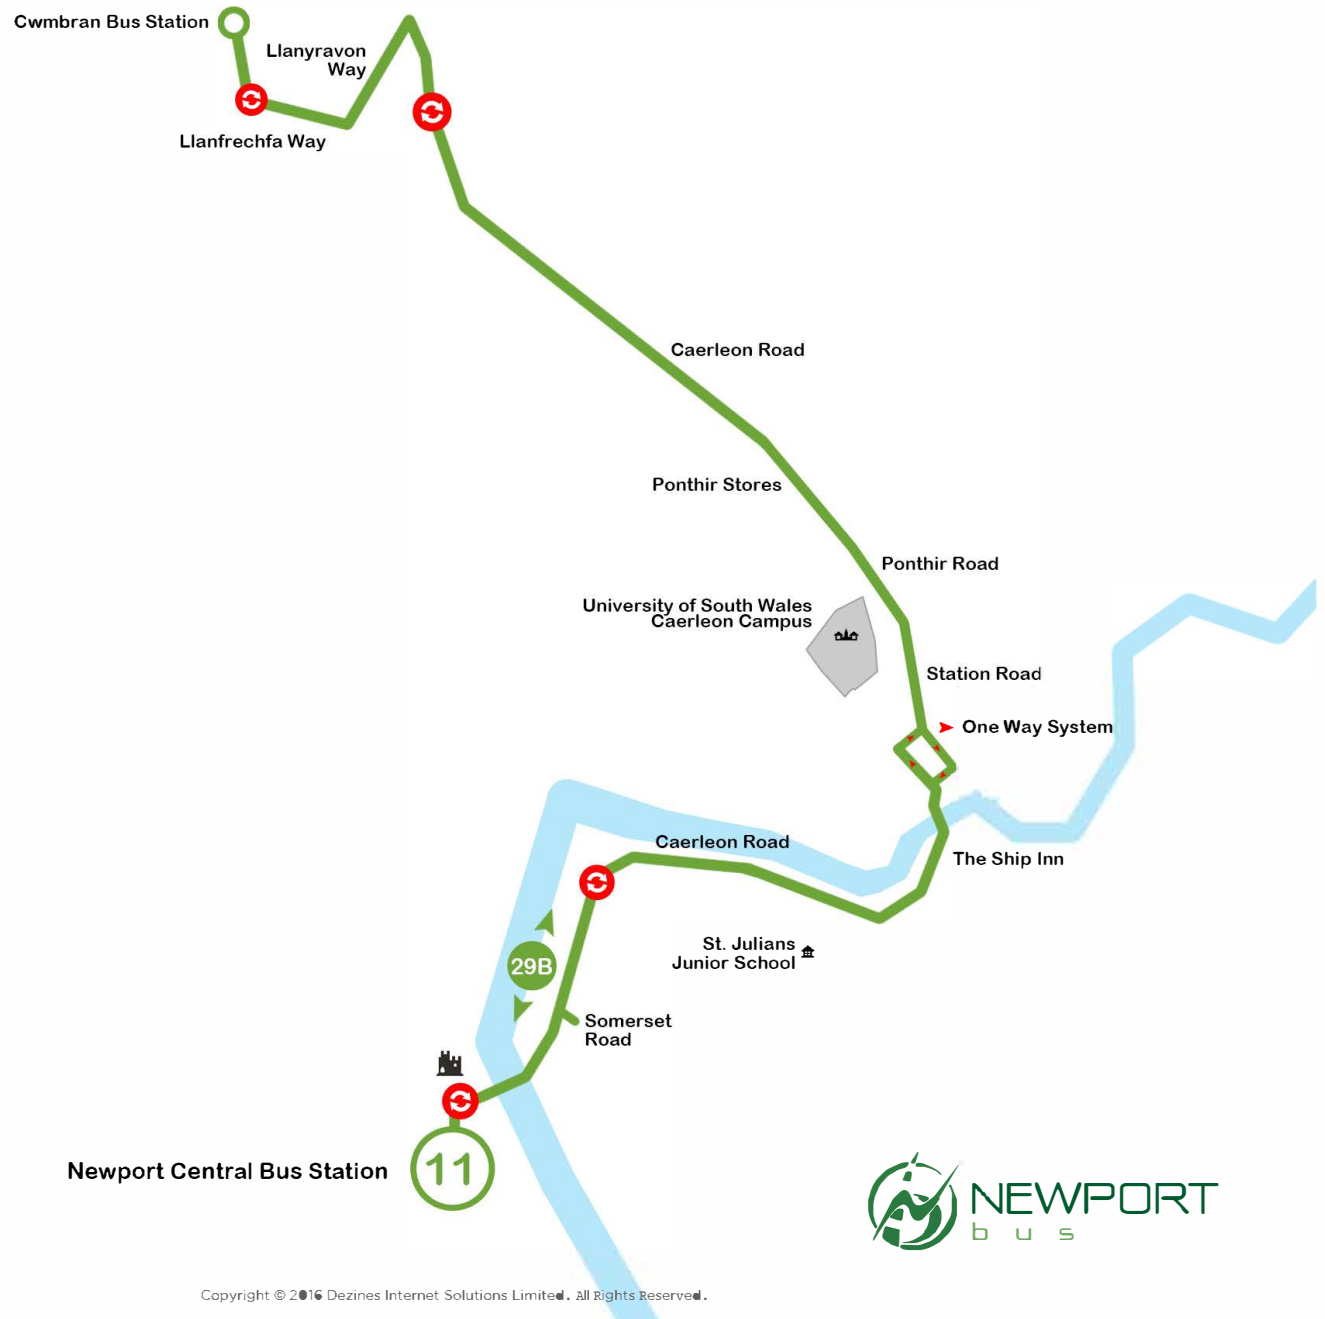 Cwmbran Bus Station
Llanyravon
Way
Llanfrechfa Way
Caerleon Road
Ponthir Stores
Ponthir Road
University of South Wales
Caerleon Campus
Station Road
One Way System
Caerleon Road
The Ship Inn
St. Julians
Junior School
29B
Somerset
Road
Newport Central Bus Station
11
NEWPORT
bus
Copyright © 2016 Dezines Internet Solutions Limited. All Rights Reserved.